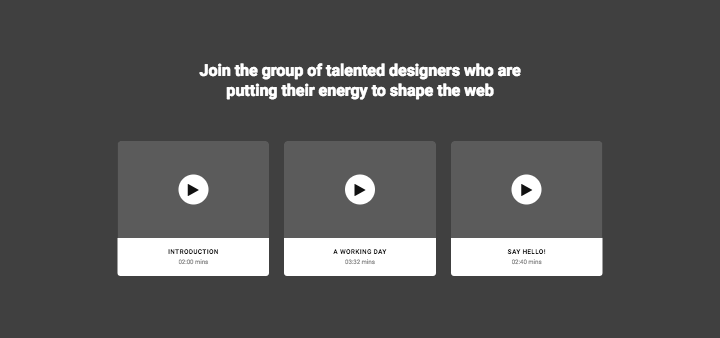 Join the group of talented designers who are
putting their energy to shape the web
INTRODUCTION
02:00 mins
A WORKING DAY
03:32 mins
SAY HELLO!
02:40 mins